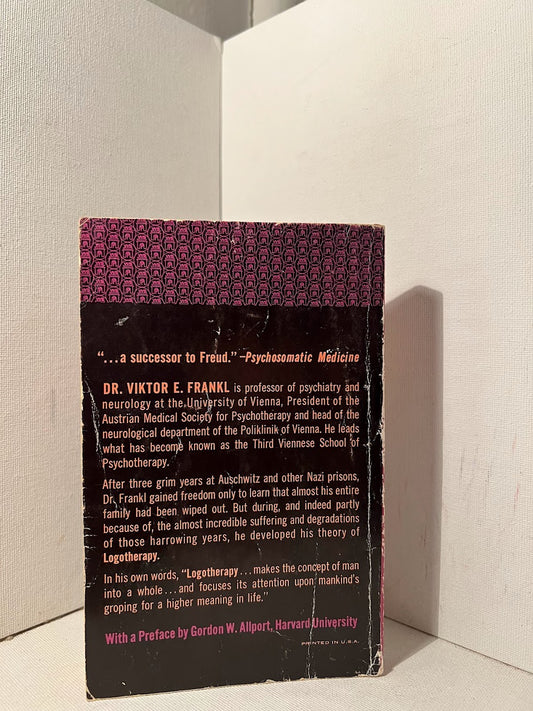 “...a successor to Freud.” –Psychosomatic Medicine
DR. VIKTOR E. FRANKL is professor of psychiatry and
neurology at the University of Vienna, President of the
Austrian Medical Society for Psychotherapy and head of the
neurological department of the Poliklinik of Vienna. He leads
what has become known as the Third Viennese School of
Psychotherapy.
After three grim years at Auschwitz and other Nazi prisons,
Dr. Frankl gained freedom only to learn that almost his entire
family had been wiped out. But during, and indeed partly
because of, the almost incredible suffering and degradations
of those harrowing years, he developed his theory of
Logotherapy.
In his own words, “Logotherapy...makes the concept of man
into a whole...and focuses its attention upon mankind's
groping for a higher meaning in life.”
With a Preface by Gordon W. Allport, Harvard University
PRINTED IN U.S.A.